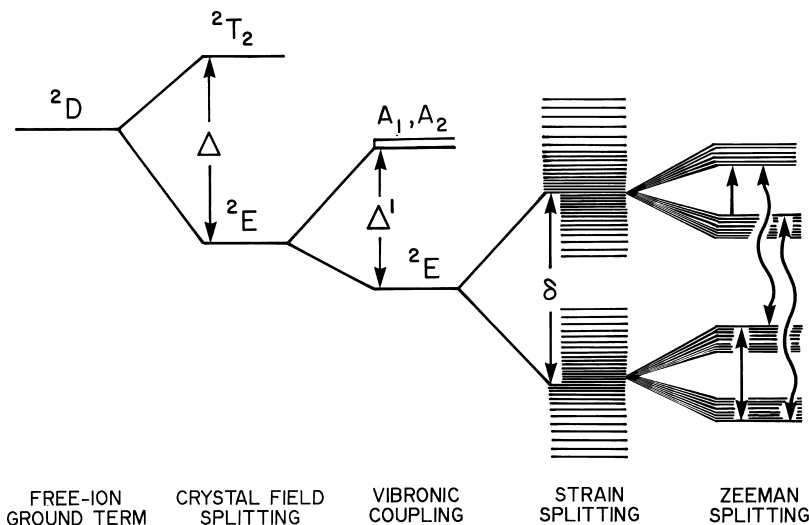 ²T₂
²D
A₁, A₂
Δ
²E
Δ'
²E
δ
FREE-ION
GROUND TERM
CRYSTAL FIELD
SPLITTING
VIBRONIC
COUPLING
STRAIN
SPLITTING
ZEEMAN
SPLITTING